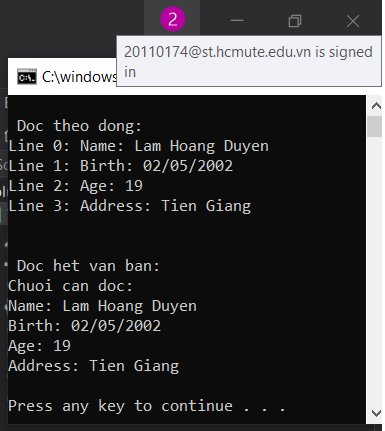 2
20110174@st.hcmute.edu.vn is signed
in
C:\windows
Doc theo dong:
Line 0: Name: Lam Hoang Duyen
Line 1: Birth: 02/05/2002
Line 2: Age: 19
Line 3: Address: Tien Giang
Doc het van ban:
Chuoi can doc:
Name: Lam Hoang Duyen
Birth: 02/05/2002
Age: 19
Address: Tien Giang
Press any key to continue . . .